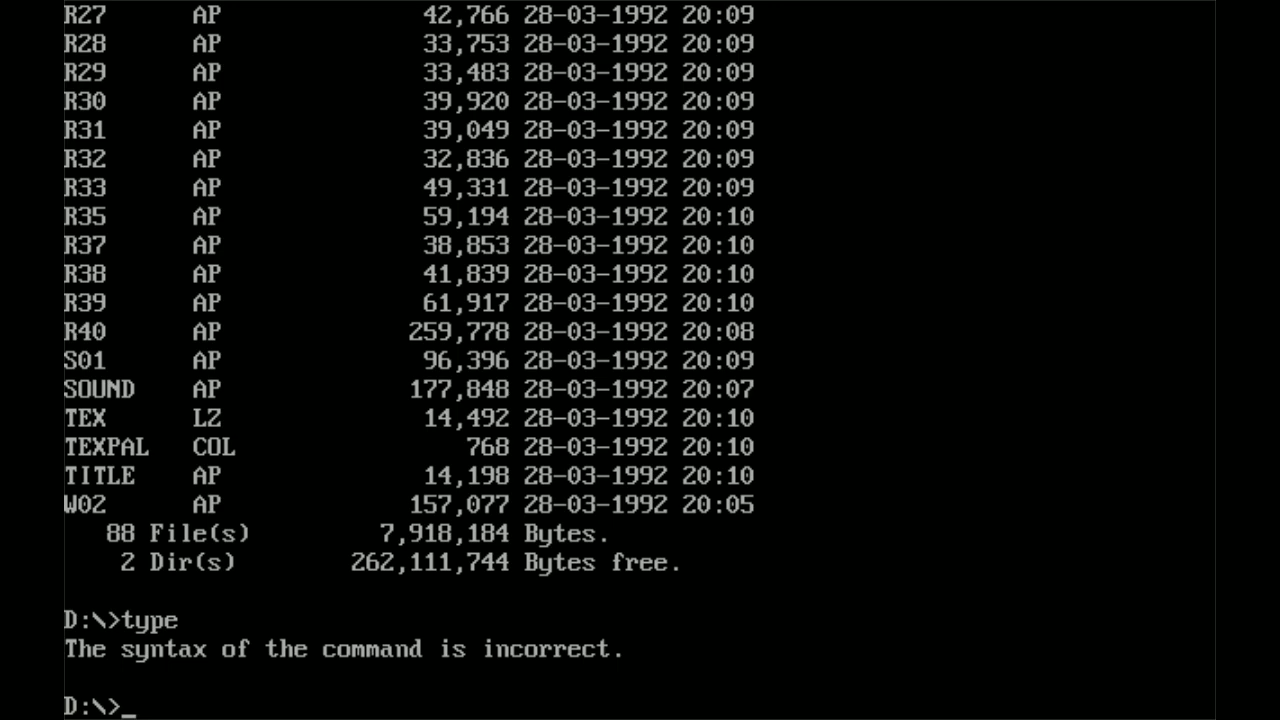 R27      AP              42,766 28-03-1992 20:09
R28      AP              33,753 28-03-1992 20:09
R29      AP              33,483 28-03-1992 20:09
R30      AP              39,920 28-03-1992 20:09
R31      AP              39,049 28-03-1992 20:09
R32      AP              32,836 28-03-1992 20:09
R33      AP              49,331 28-03-1992 20:09
R35      AP              59,194 28-03-1992 20:10
R37      AP              38,853 28-03-1992 20:10
R38      AP              41,839 28-03-1992 20:10
R39      AP              61,917 28-03-1992 20:10
R40      AP             259,778 28-03-1992 20:08
S01      AP              96,396 28-03-1992 20:09
SOUND    AP             177,848 28-03-1992 20:07
TEX      LZ              14,492 28-03-1992 20:10
TEXPAL   COL                768 28-03-1992 20:10
TITLE    AP              14,198 28-03-1992 20:10
W02      AP             157,077 28-03-1992 20:05
   88 File(s)         7,918,184 Bytes.
    2 Dir(s)        262,111,744 Bytes free.

D:\>type
The syntax of the command is incorrect.

D:\>_